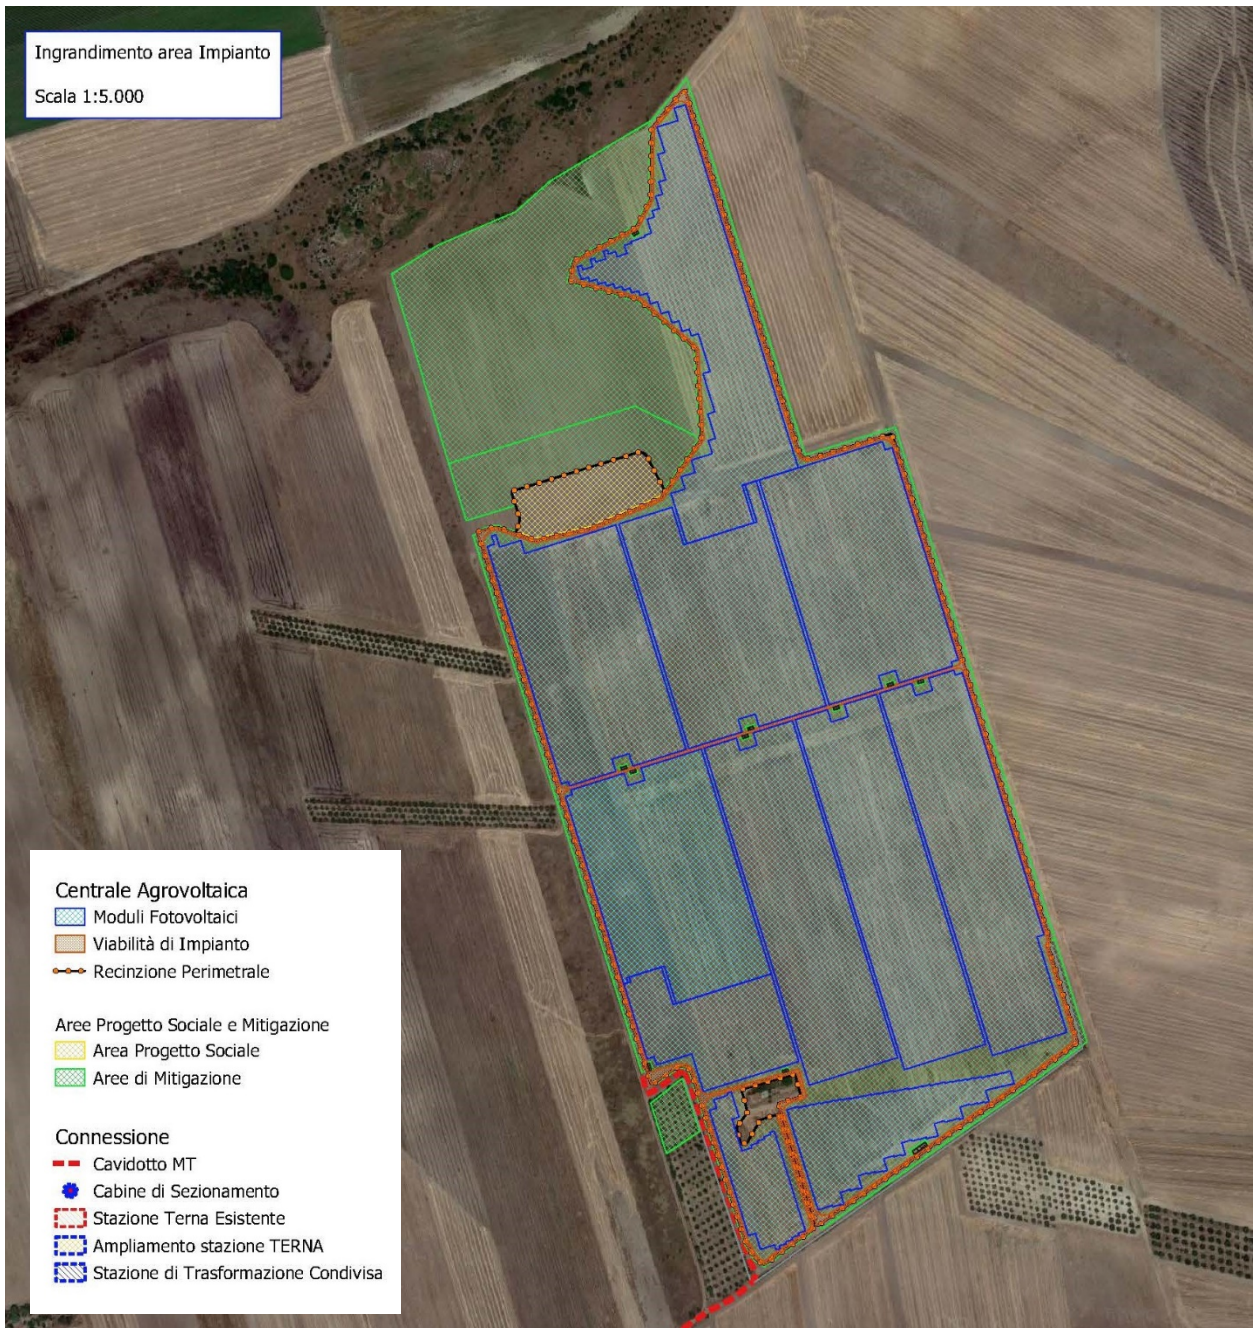 Ingrandimento area Impianto
Scala 1:5.000
Centrale Agrovoltaica
Moduli Fotovoltaici
Viabilità di Impianto
Recinzione Perimetrale
Aree Progetto Sociale e Mitigazione
Area Progetto Sociale
Aree di Mitigazione
Connessione
Cavidotto MT
Cabine di Sezionamento
Stazione Terna Esistente
Ampliamento stazione TERNA
Stazione di Trasformazione Condivisa